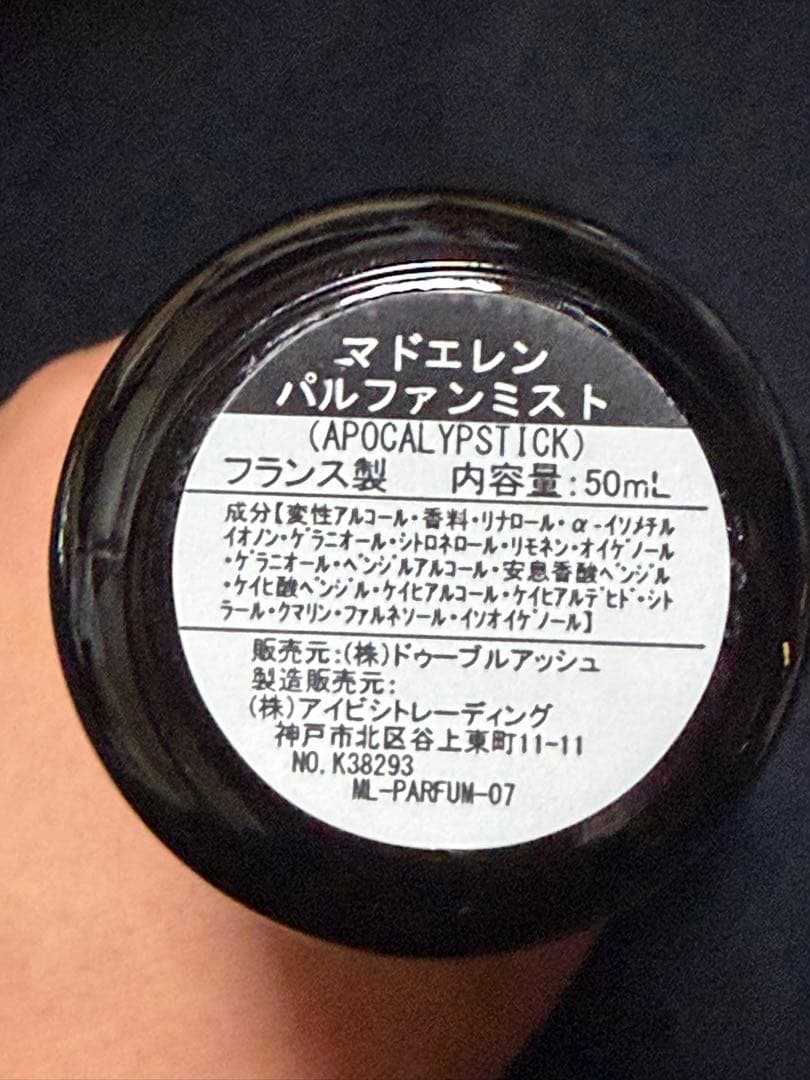 マドエレン
パルファンミスト
(APOCALYPSTICK)
フランス製 内容量:50mL
成分【変性アルコール・香料・リナロール・α-イソメチル
イオノン・ゲラニオール・シトロネロール・リモネン・オイゲノール
・ゲラニオール・ベンジルアルコール・安息香酸ベンジル
・ケイヒ酸ベンジル・ケイヒアルコール・ケイヒアルデヒド・シト
ラール・クマリン・ファルネソール・イソオイゲノール】
販売元:(株)ドゥーブルアッシュ
製造販売元:
(株)アイビシトレーディング
神戸市北区谷上東町11-11
NO.K38293
ML-PARFUM-07